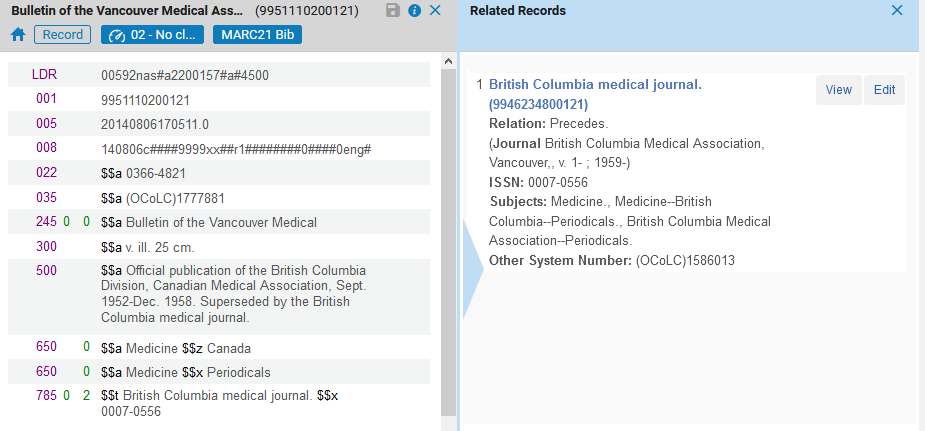 Bulletin of the Vancouver Medical Ass... (9951110200121)
Record 02 - No cl... MARC21 Bib
LDR 00592nas#a2200157#a#4500
001 9951110200121
005 20140806170511.0
008 140806c####9999xx##r1########0####0eng#
022 $$a 0366-4821
035 $$a (OCoLC)1777881
245 0 0 $$a Bulletin of the Vancouver Medical
300 $$a v. ill. 25 cm.
500 $$a Official publication of the British Columbia
Division, Canadian Medical Association, Sept.
1952-Dec. 1958. Superseded by the British
Columbia medical journal.
650 0 $$a Medicine $$z Canada
650 0 $$a Medicine $$x Periodicals
785 0 2 $$t British Columbia medical journal. $$x
0007-0556
Related Records
1 British Columbia medical journal.
(9946234800121)
View Edit
Relation: Precedes.
(Journal British Columbia Medical Association,
Vancouver,, v. 1- ; 1959-)
ISSN: 0007-0556
Subjects: Medicine., Medicine--British
Columbia--Periodicals., British Columbia Medical
Association--Periodicals.
Other System Number: (OCoLC)1586013